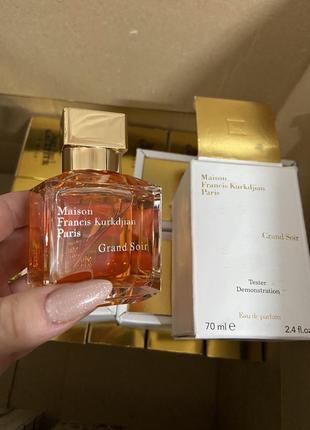 Maison
Francis Kurkdjian
Paris
Grand Soir
Maison
Francis Kurkdjian
Paris
Grand Soir
Tester
Demonstration
Eau de parfum
70 ml e
2.4 fl.oz